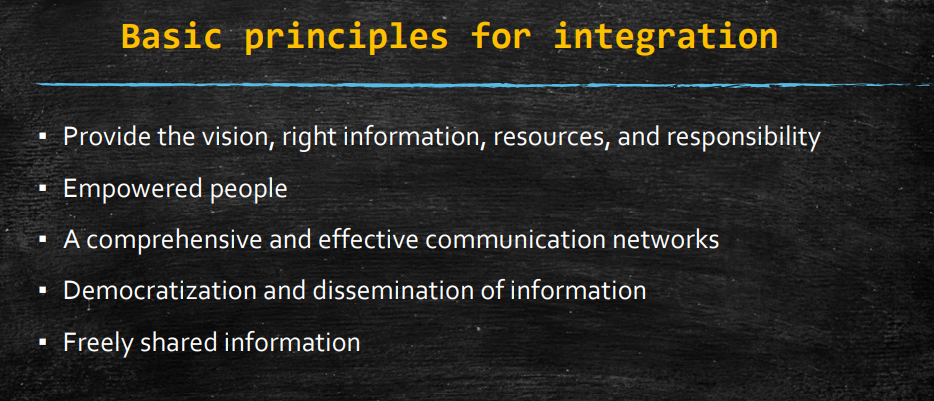 Basic principles for integration
▪ Provide the vision, right information, resources, and responsibility
▪ Empowered people
▪ A comprehensive and effective communication networks
▪ Democratization and dissemination of information
▪ Freely shared information